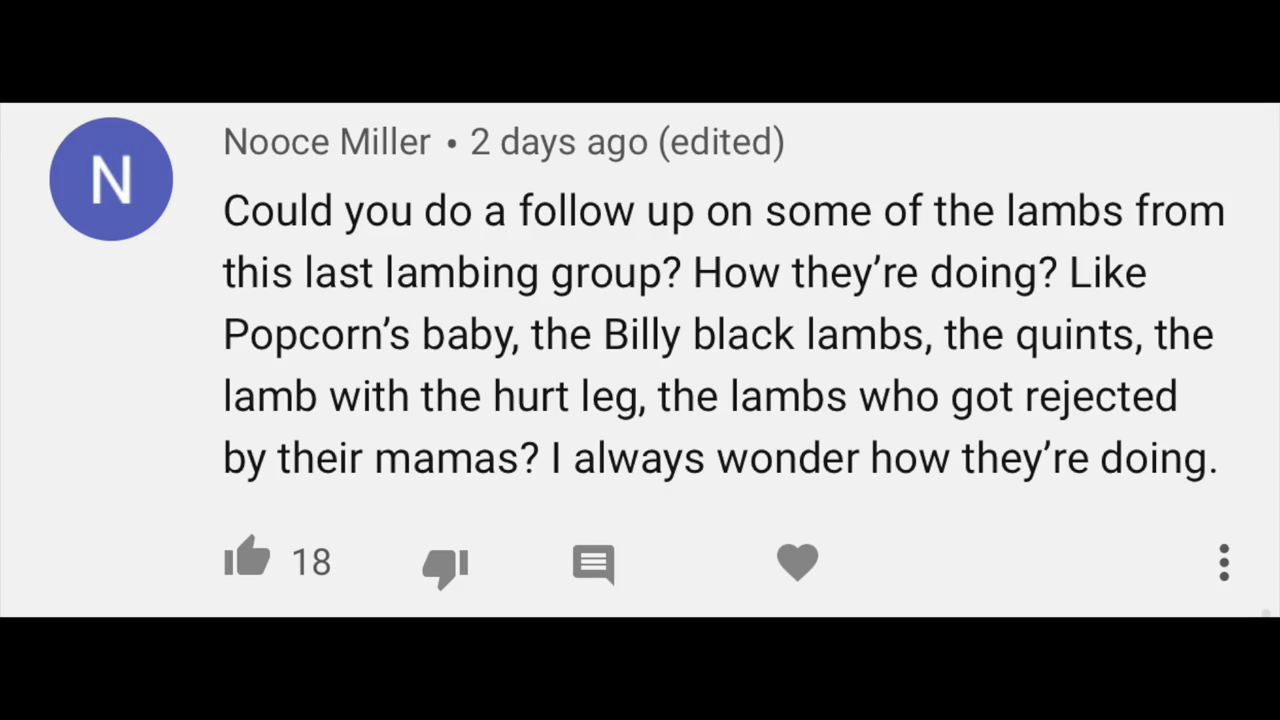 N
Nooce Miller • 2 days ago (edited)
Could you do a follow up on some of the lambs from
this last lambing group? How they’re doing? Like
Popcorn’s baby, the Billy black lambs, the quints, the
lamb with the hurt leg, the lambs who got rejected
by their mamas? I always wonder how they’re doing.
18